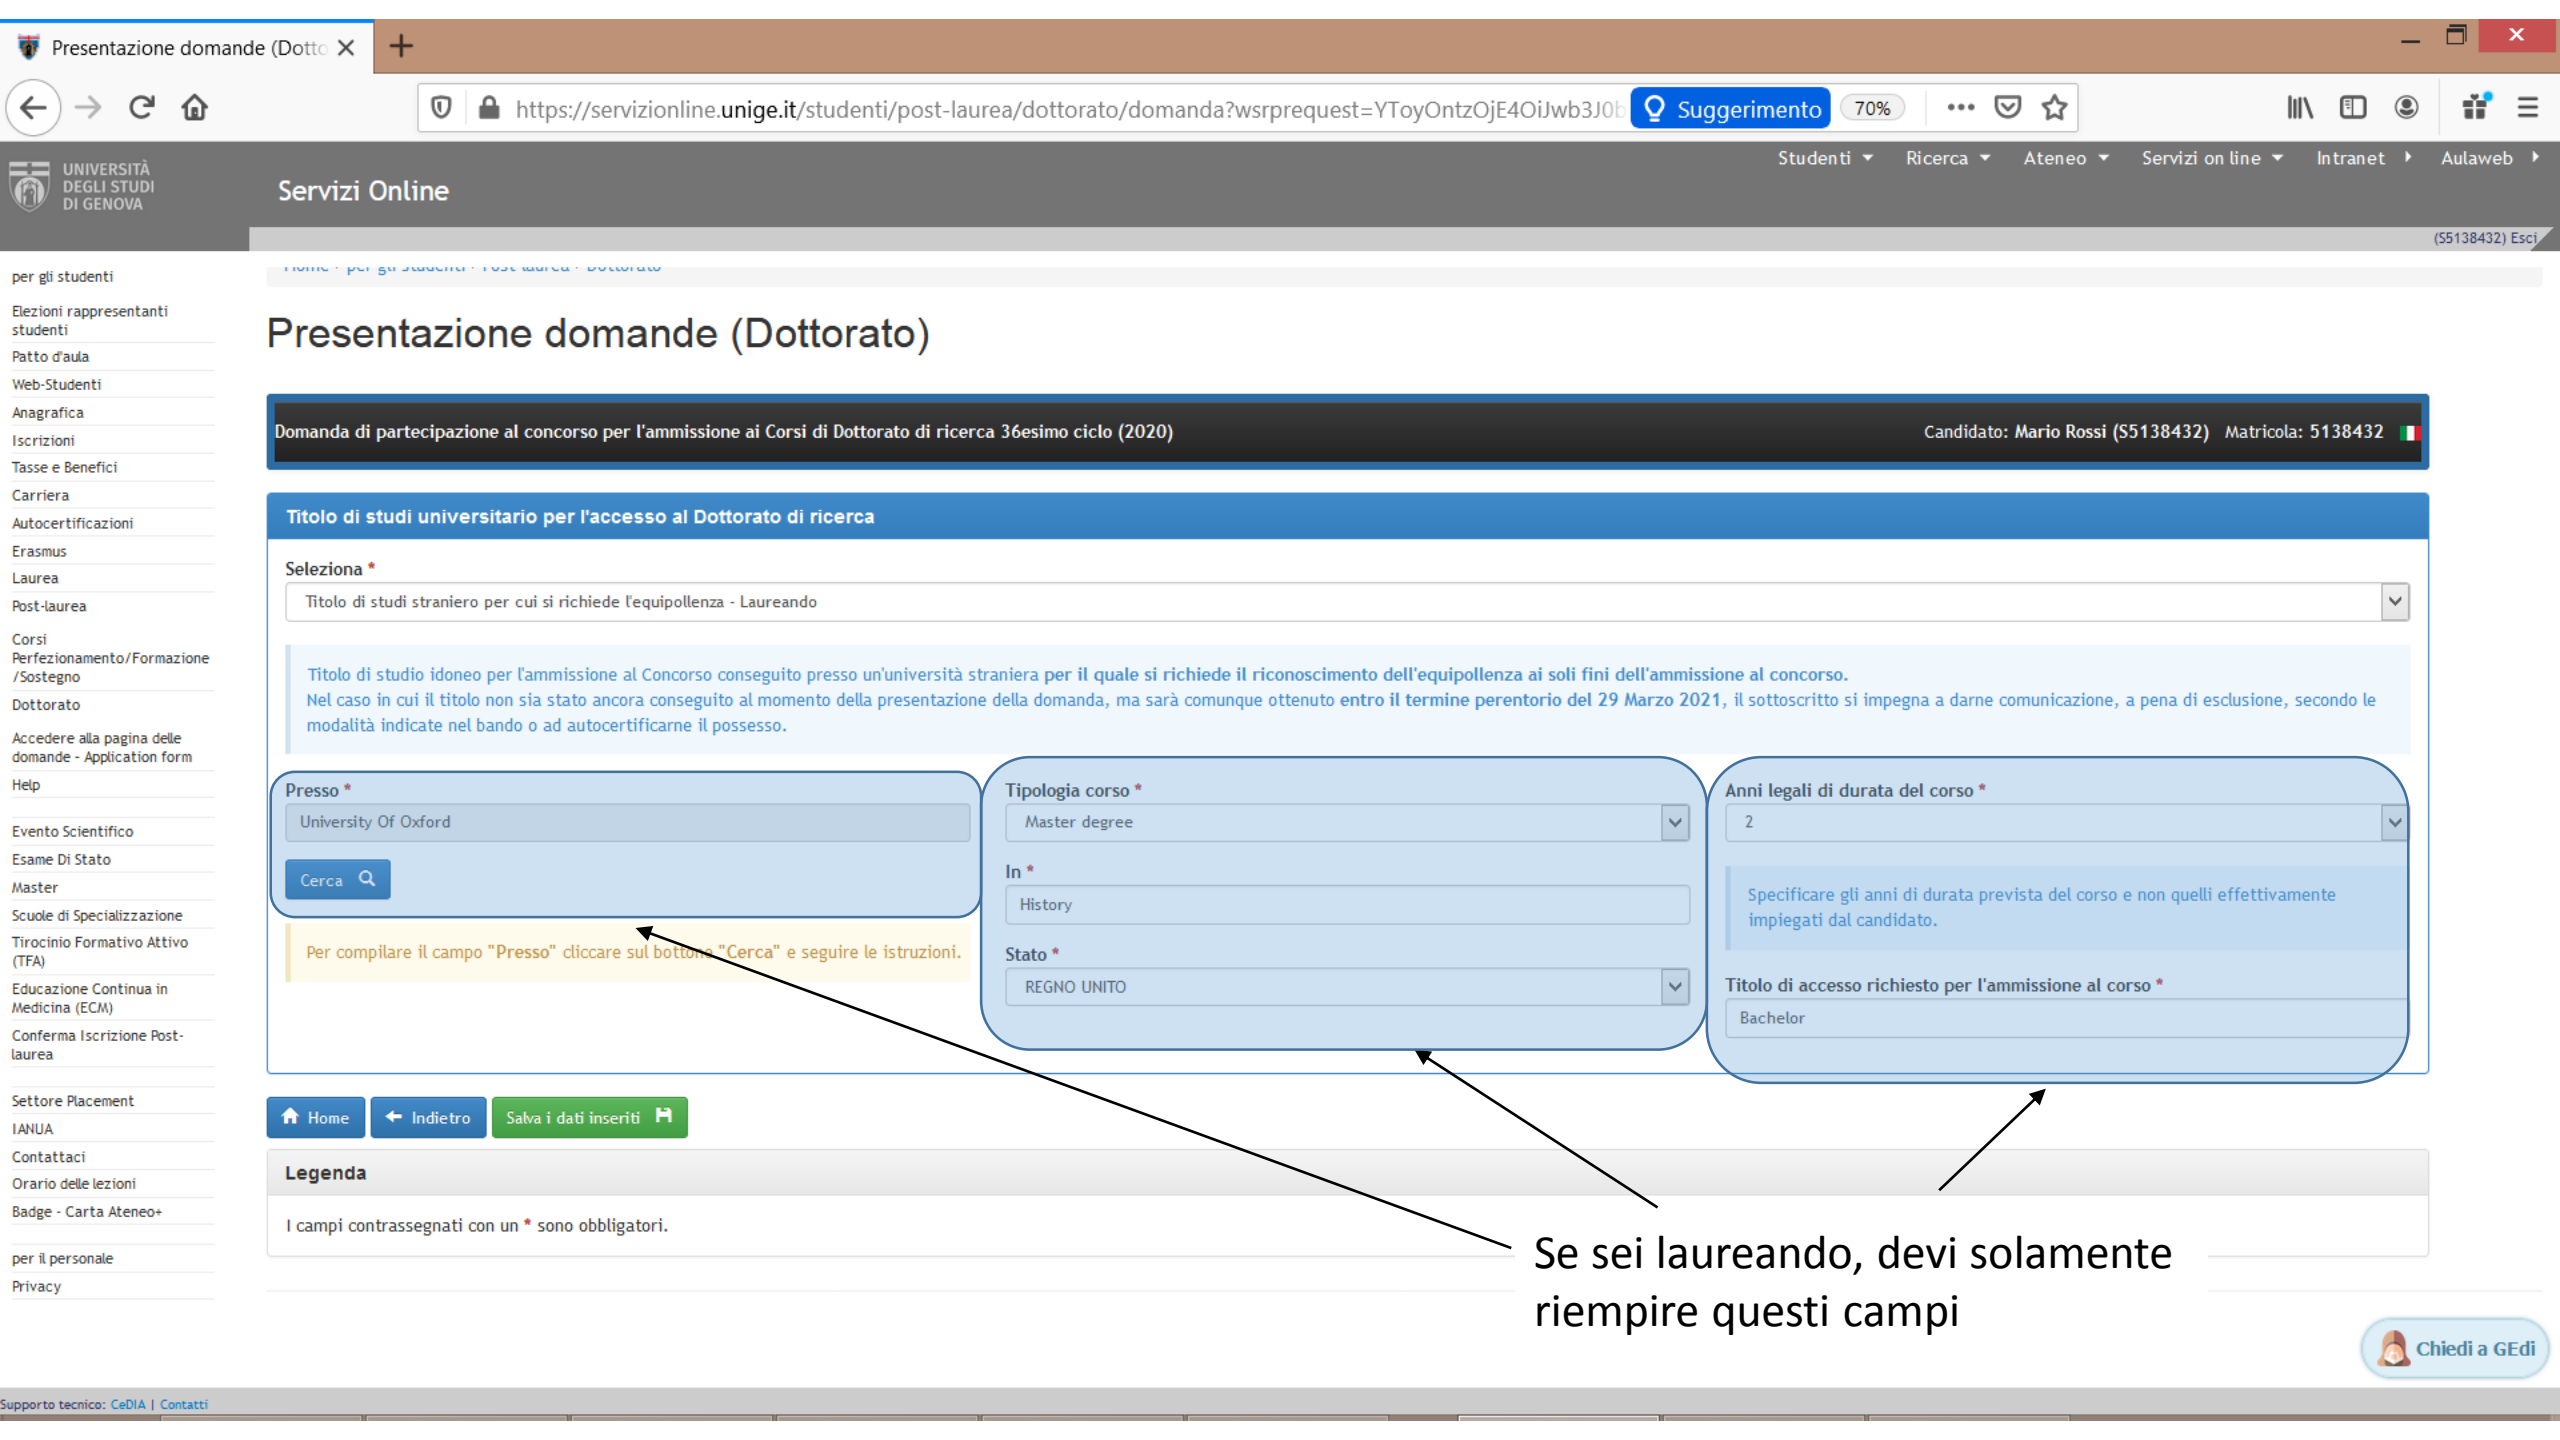 Presentazione domande (Dotto
https://servizionline.unige.it/studenti/post-laurea/dottorato/domanda?wsrprequest=YToyOntzOjE4OiJwb3J0b
Suggerimento
70%
UNIVERSITÀ
DEGLI STUDI
DI GENOVA
Servizi Online
Studenti
Ricerca
Ateneo
Servizi on line
Intranet
Aulaweb
(S5138432) Esci
Home › per gli studenti › Post-laurea › Dottorato
per gli studenti
Elezioni rappresentanti
studenti
Patto d'aula
Web-Studenti
Anagrafica
Iscrizioni
Tasse e Benefici
Carriera
Autocertificazioni
Erasmus
Laurea
Post-laurea
Corsi
Perfezionamento/Formazione
/Sostegno
Dottorato
Accedere alla pagina delle
domande - Application form
Help
Evento Scientifico
Esame Di Stato
Master
Scuole di Specializzazione
Tirocinio Formativo Attivo
(TFA)
Educazione Continua in
Medicina (ECM)
Conferma Iscrizione Post-
laurea
Settore Placement
IANUA
Contattaci
Orario delle lezioni
Badge - Carta Ateneo+
per il personale
Privacy
Presentazione domande (Dottorato)
Domanda di partecipazione al concorso per l'ammissione ai Corsi di Dottorato di ricerca 36esimo ciclo (2020)
Candidato: Mario Rossi (S5138432) Matricola: 5138432
Titolo di studi universitario per l'accesso al Dottorato di ricerca
Seleziona *
Titolo di studi straniero per cui si richiede l'equipollenza - Laureando
Titolo di studio idoneo per l'ammissione al Concorso conseguito presso un'università straniera per il quale si richiede il riconoscimento dell'equipollenza ai soli fini dell'ammissione al concorso.
Nel caso in cui il titolo non sia stato ancora conseguito al momento della presentazione della domanda, ma sarà comunque ottenuto entro il termine perentorio del 29 Marzo 2021, il sottoscritto si impegna a darne comunicazione, a pena di esclusione, secondo le
modalità indicate nel bando o ad autocertificarne il possesso.
Presso *
University Of Oxford
Cerca
Per compilare il campo "Presso" cliccare sul bottone "Cerca" e seguire le istruzioni.
Tipologia corso *
Master degree
In *
History
Stato *
REGNO UNITO
Anni legali di durata del corso *
2
Specificare gli anni di durata prevista del corso e non quelli effettivamente
impiegati dal candidato.
Titolo di accesso richiesto per l'ammissione al corso *
Bachelor
Home
Indietro
Salva i dati inseriti
Legenda
I campi contrassegnati con un * sono obbligatori.
Se sei laureando, devi solamente
riempire questi campi
Chiedi a GEdi
Supporto tecnico: CeDIA | Contatti